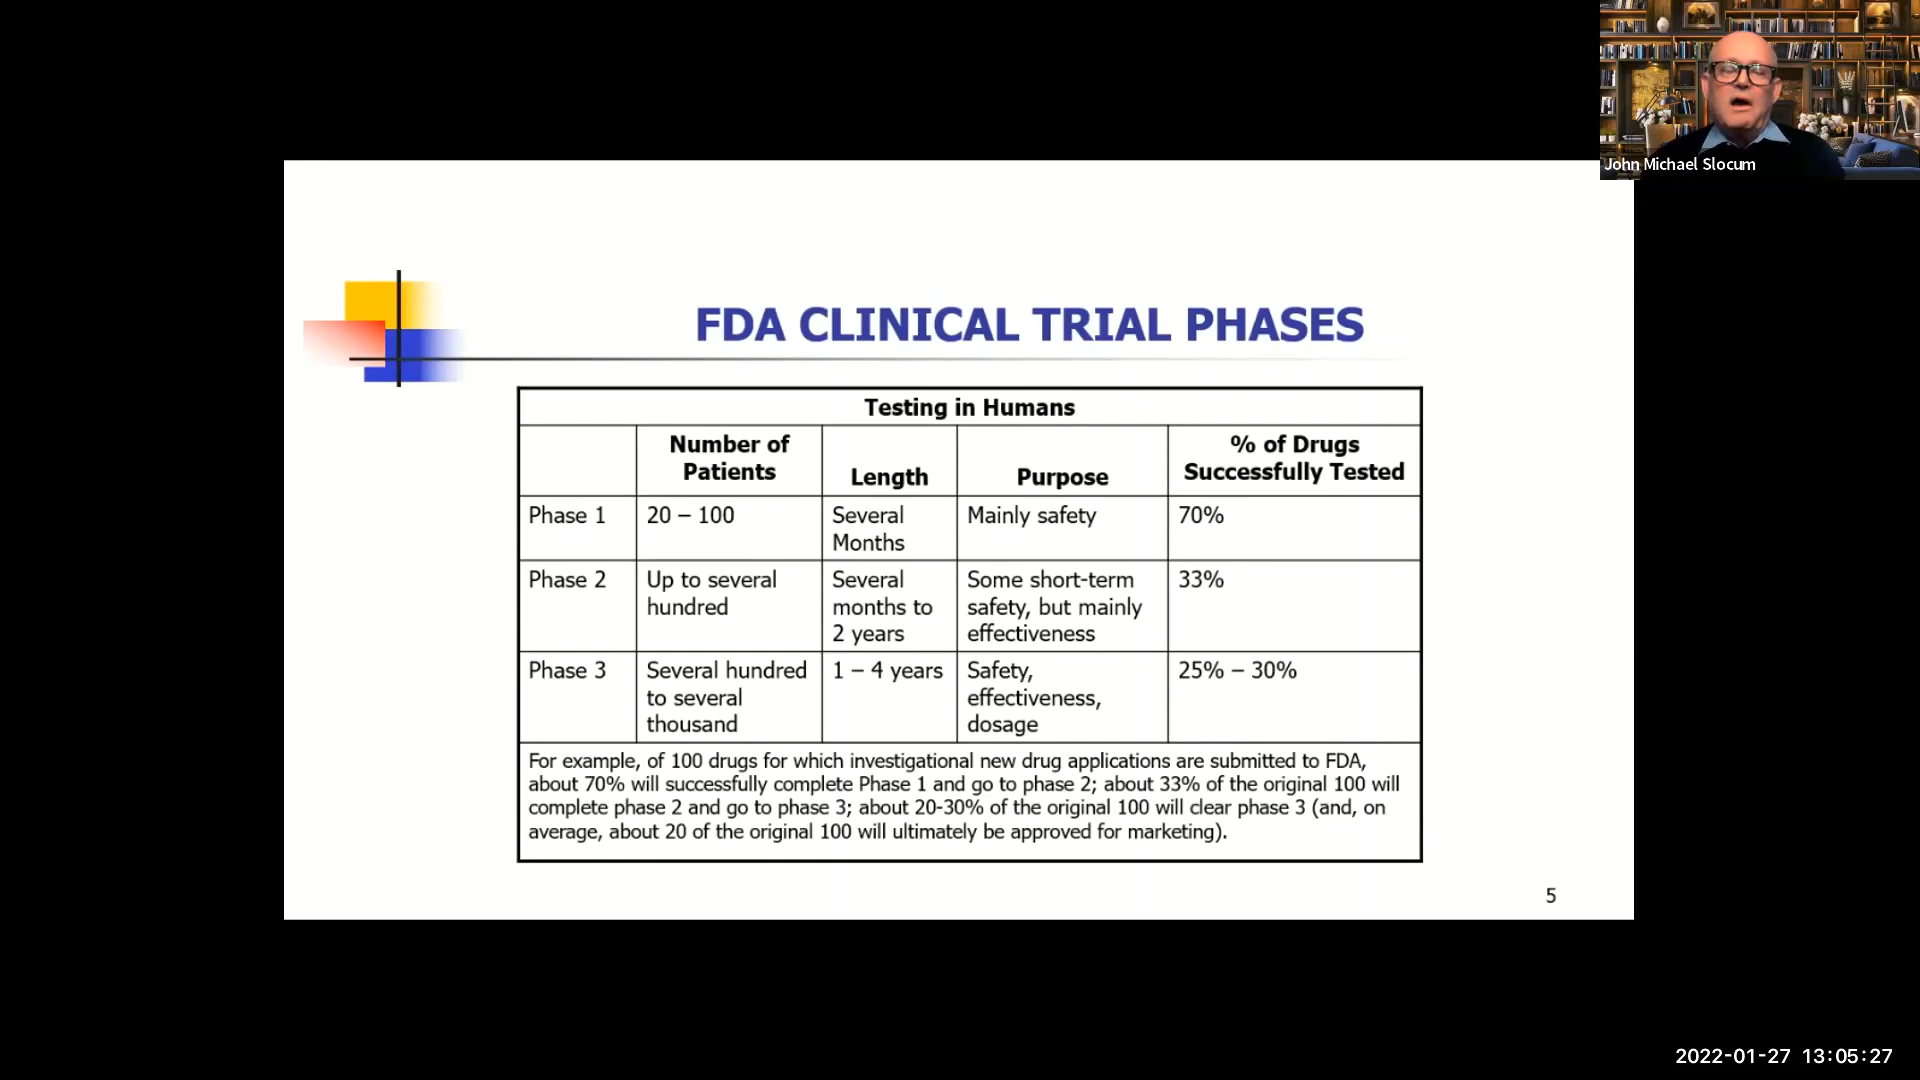 John Michael Slocum
FDA CLINICAL TRIAL PHASES
Testing in Humans
Number of
Patients
Length
Purpose
% of Drugs
Successfully Tested
Phase 1
20 – 100
Several
Months
Mainly safety
70%
Phase 2
Up to several
hundred
Several
months to
2 years
Some short-term
safety, but mainly
effectiveness
33%
Phase 3
Several hundred
to several
thousand
1 – 4 years
Safety,
effectiveness,
dosage
25% – 30%
For example, of 100 drugs for which investigational new drug applications are submitted to FDA,
about 70% will successfully complete Phase 1 and go to phase 2; about 33% of the original 100 will
complete phase 2 and go to phase 3; about 20-30% of the original 100 will clear phase 3 (and, on
average, about 20 of the original 100 will ultimately be approved for marketing).
5
2022-01-27 13:05:27